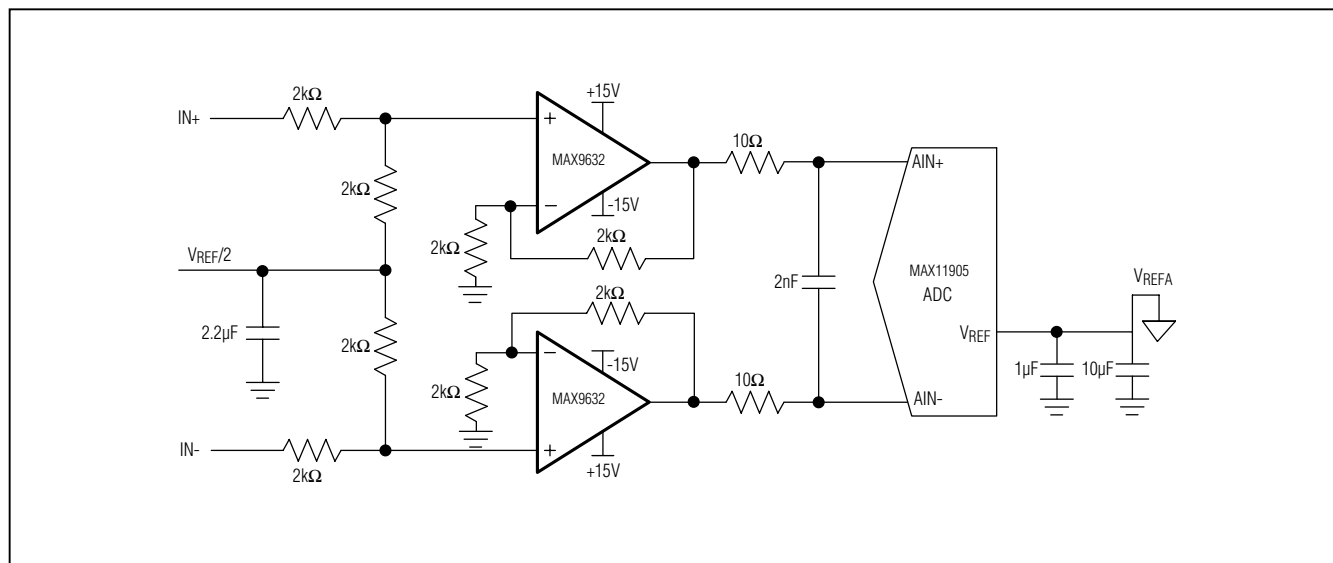 +15V
2kΩ
IN+
+
MAX9632
10Ω
AIN+
2kΩ
−
-15V
2kΩ
2kΩ
VREF/2
MAX11905
ADC
VREFA
2nF
2kΩ
VREF
2.2µF
2kΩ
−
-15V
1µF
10µF
2kΩ
MAX9632
10Ω
AIN-
IN-
+
2kΩ
+15V